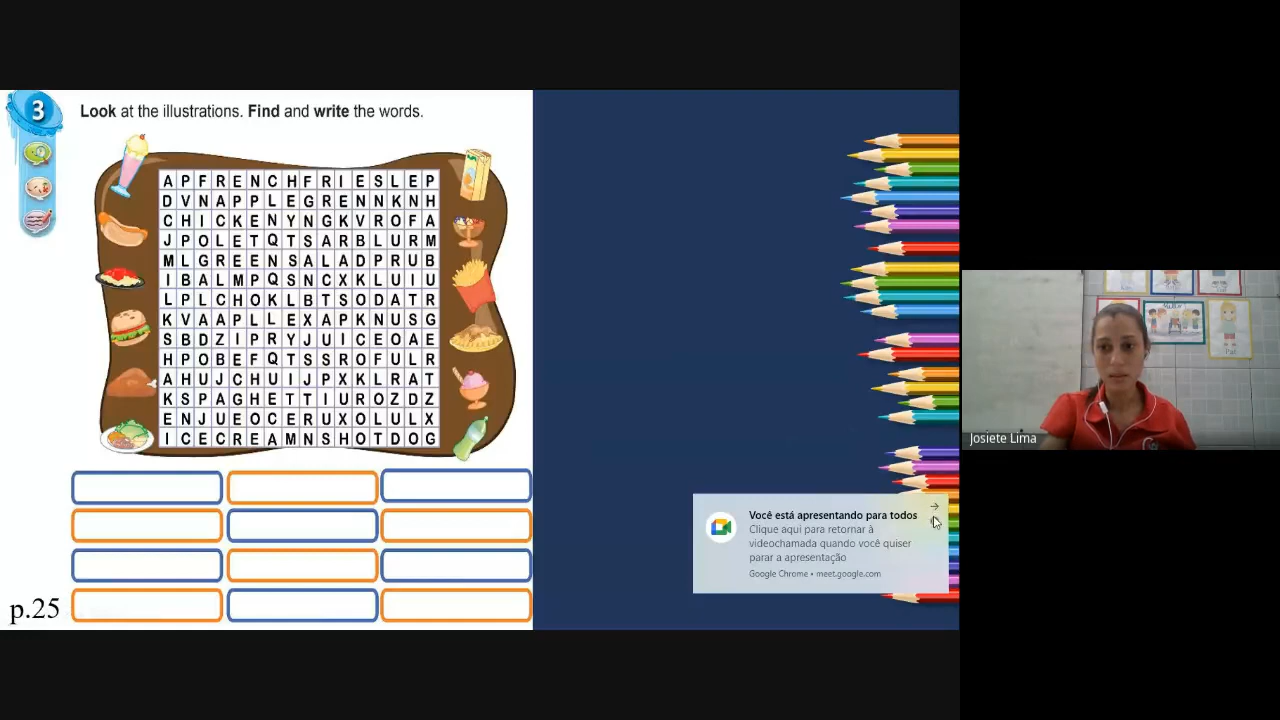 3
Look at the illustrations. Find and write the words.
A P F R E N C H F R I E S L E P
D V N A P P L E G R E N N K N H
C H I C K E N Y N G K V R O F A
J P O L E T Q T S A R B L U R M
M L G R E E N S A L A D P R U B
I B A L M P Q S N C X K L U I U
L P L C H O K L B T S O D A T R
K V A A P L L E X A P K N U S G
S B D Z I P R Y J U I C E O A E
H P O B E F Q T S S R O F U L R
A H U J C H U I J P X K L R A T
K S P A G H E T T I U R O Z D Z
E N J U E O C E R U X O L U L X
I C E C R E A M N S H O T D O G
p.25
Você está apresentando para todos
Clique aqui para retornar à
videochamada quando você quiser
parar a apresentação
Google Chrome • meet.google.com
Josiete Lima